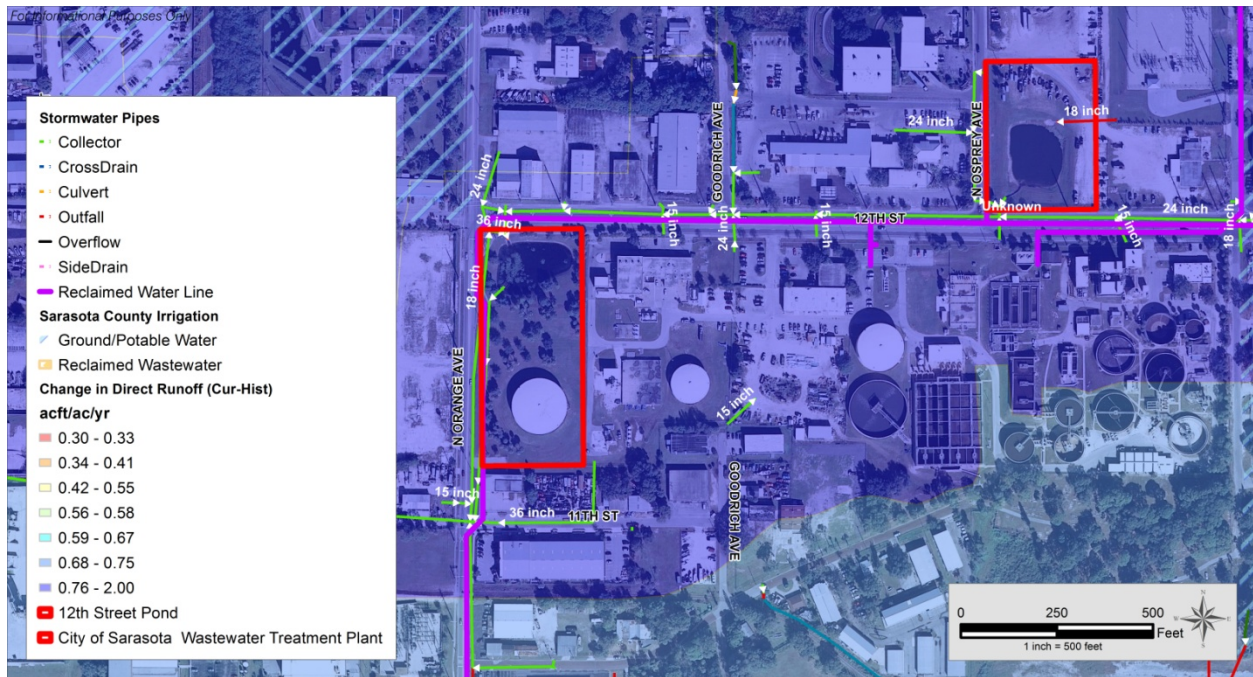 For Informational Purposes Only
Stormwater Pipes
Collector
CrossDrain
Culvert
Outfall
Overflow
SideDrain
Reclaimed Water Line
Sarasota County Irrigation
Ground/Potable Water
Reclaimed Wastewater
Change in Direct Runoff (Cur-Hist)
acft/ac/yr
0.30 - 0.33
0.34 - 0.41
0.42 - 0.55
0.56 - 0.58
0.59 - 0.67
0.68 - 0.75
0.76 - 2.00
12th Street Pond
City of Sarasota Wastewater Treatment Plant
GOODRICH AVE
N OSPREY AVE
24 inch
18 inch
24 inch
36 inch
15 inch
24 inch
15 inch
12TH ST
Unknown
15 inch
24 inch
18 inch
18 inch
N ORANGE AVE
15 inch
15 inch
36 inch
11TH ST
GOODRICH AVE
0 250 500
Feet
1 inch = 500 feet
N
W E
S